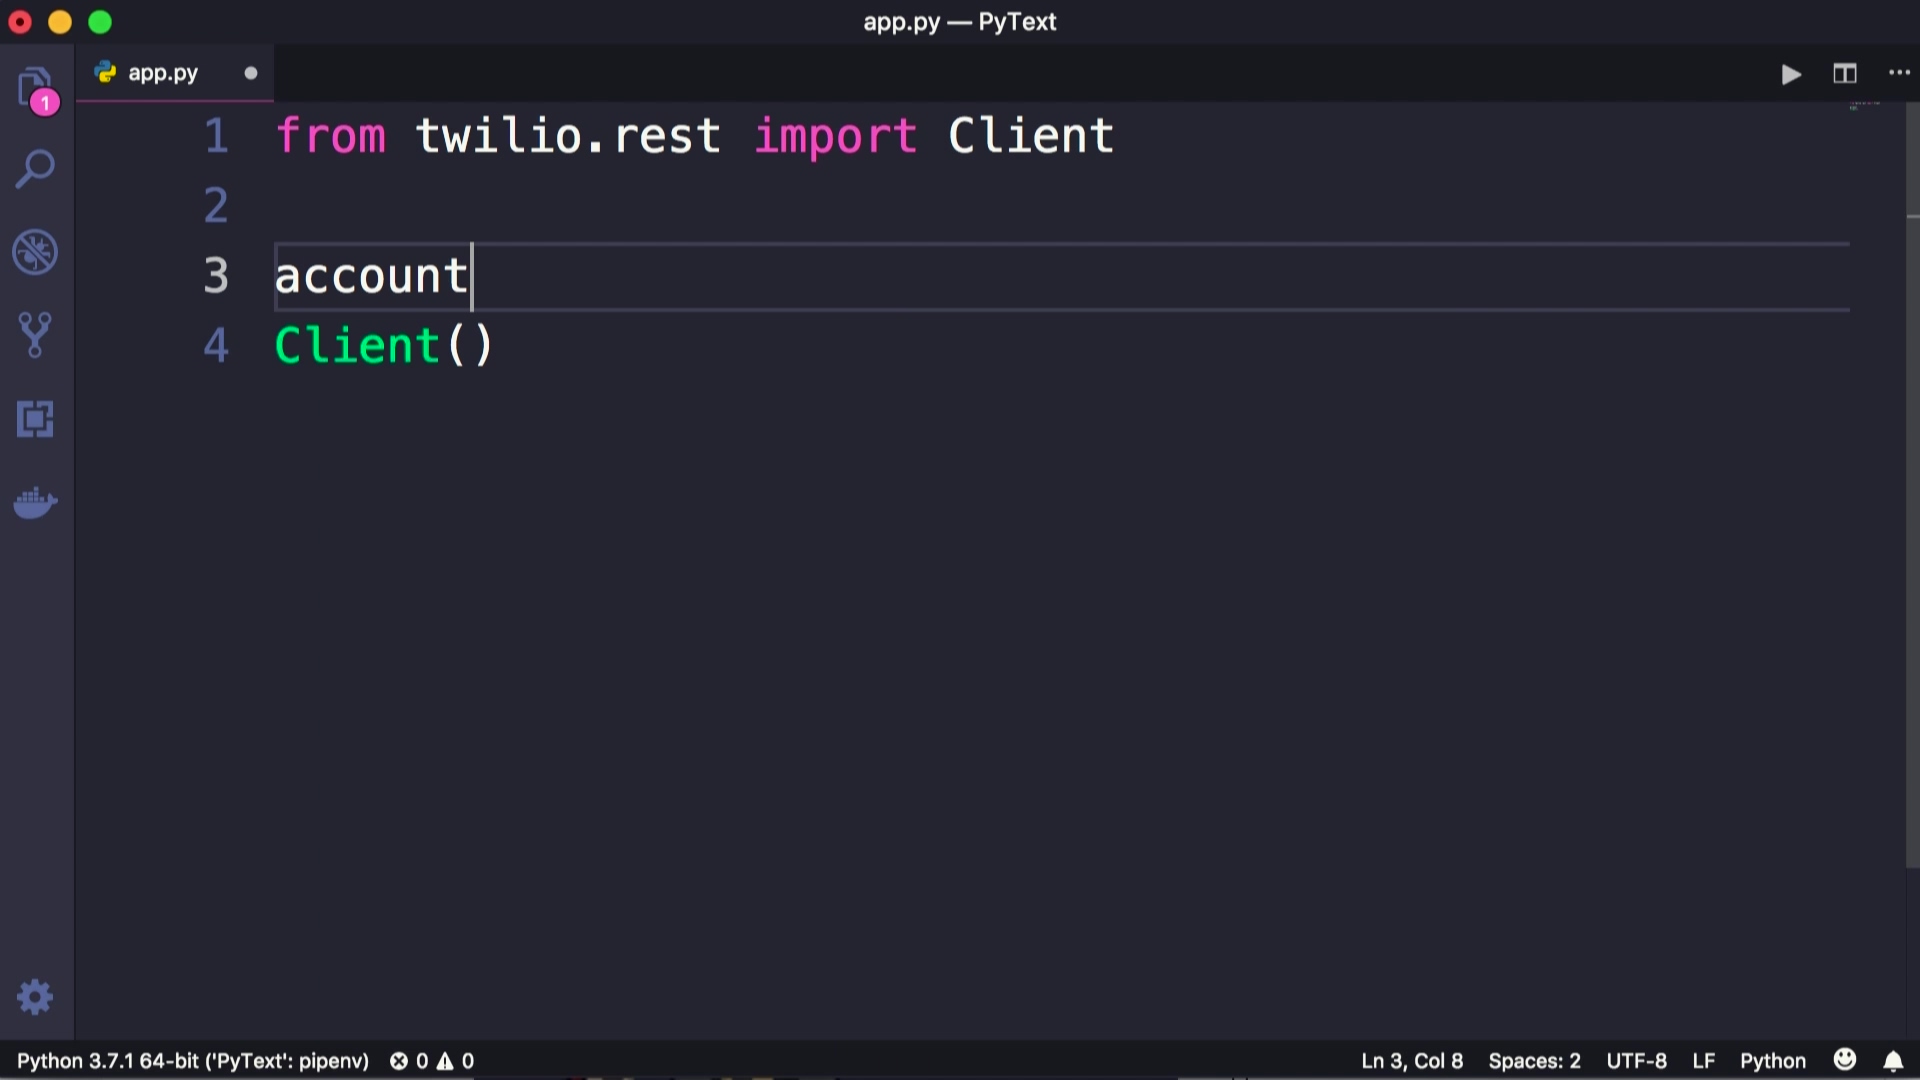 app.py — PyText
app.py
1
1 from twilio.rest import Client
2
3 account
4 Client()
Python 3.7.1 64-bit ('PyText': pipenv) 0 0 Ln 3, Col 8 Spaces: 2 UTF-8 LF Python